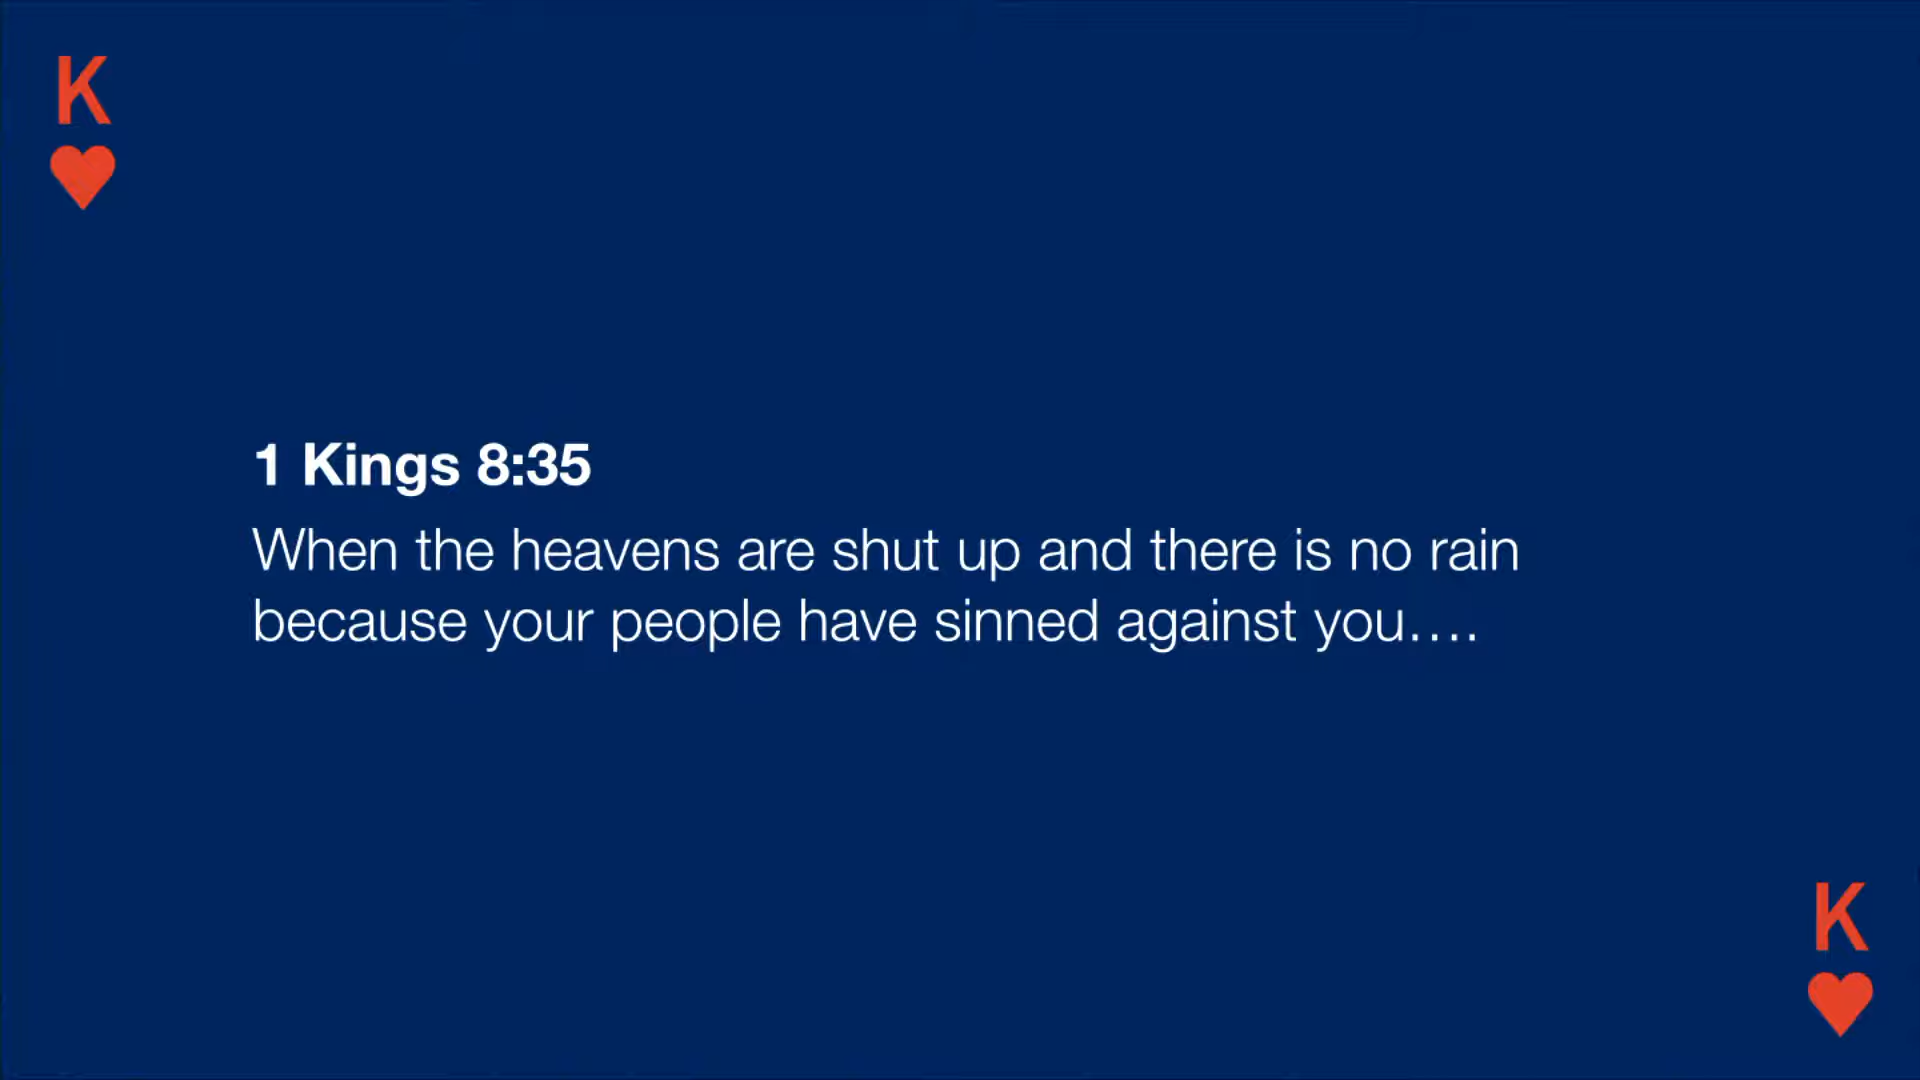 K
1 Kings 8:35
When the heavens are shut up and there is no rain
because your people have sinned against you….
K